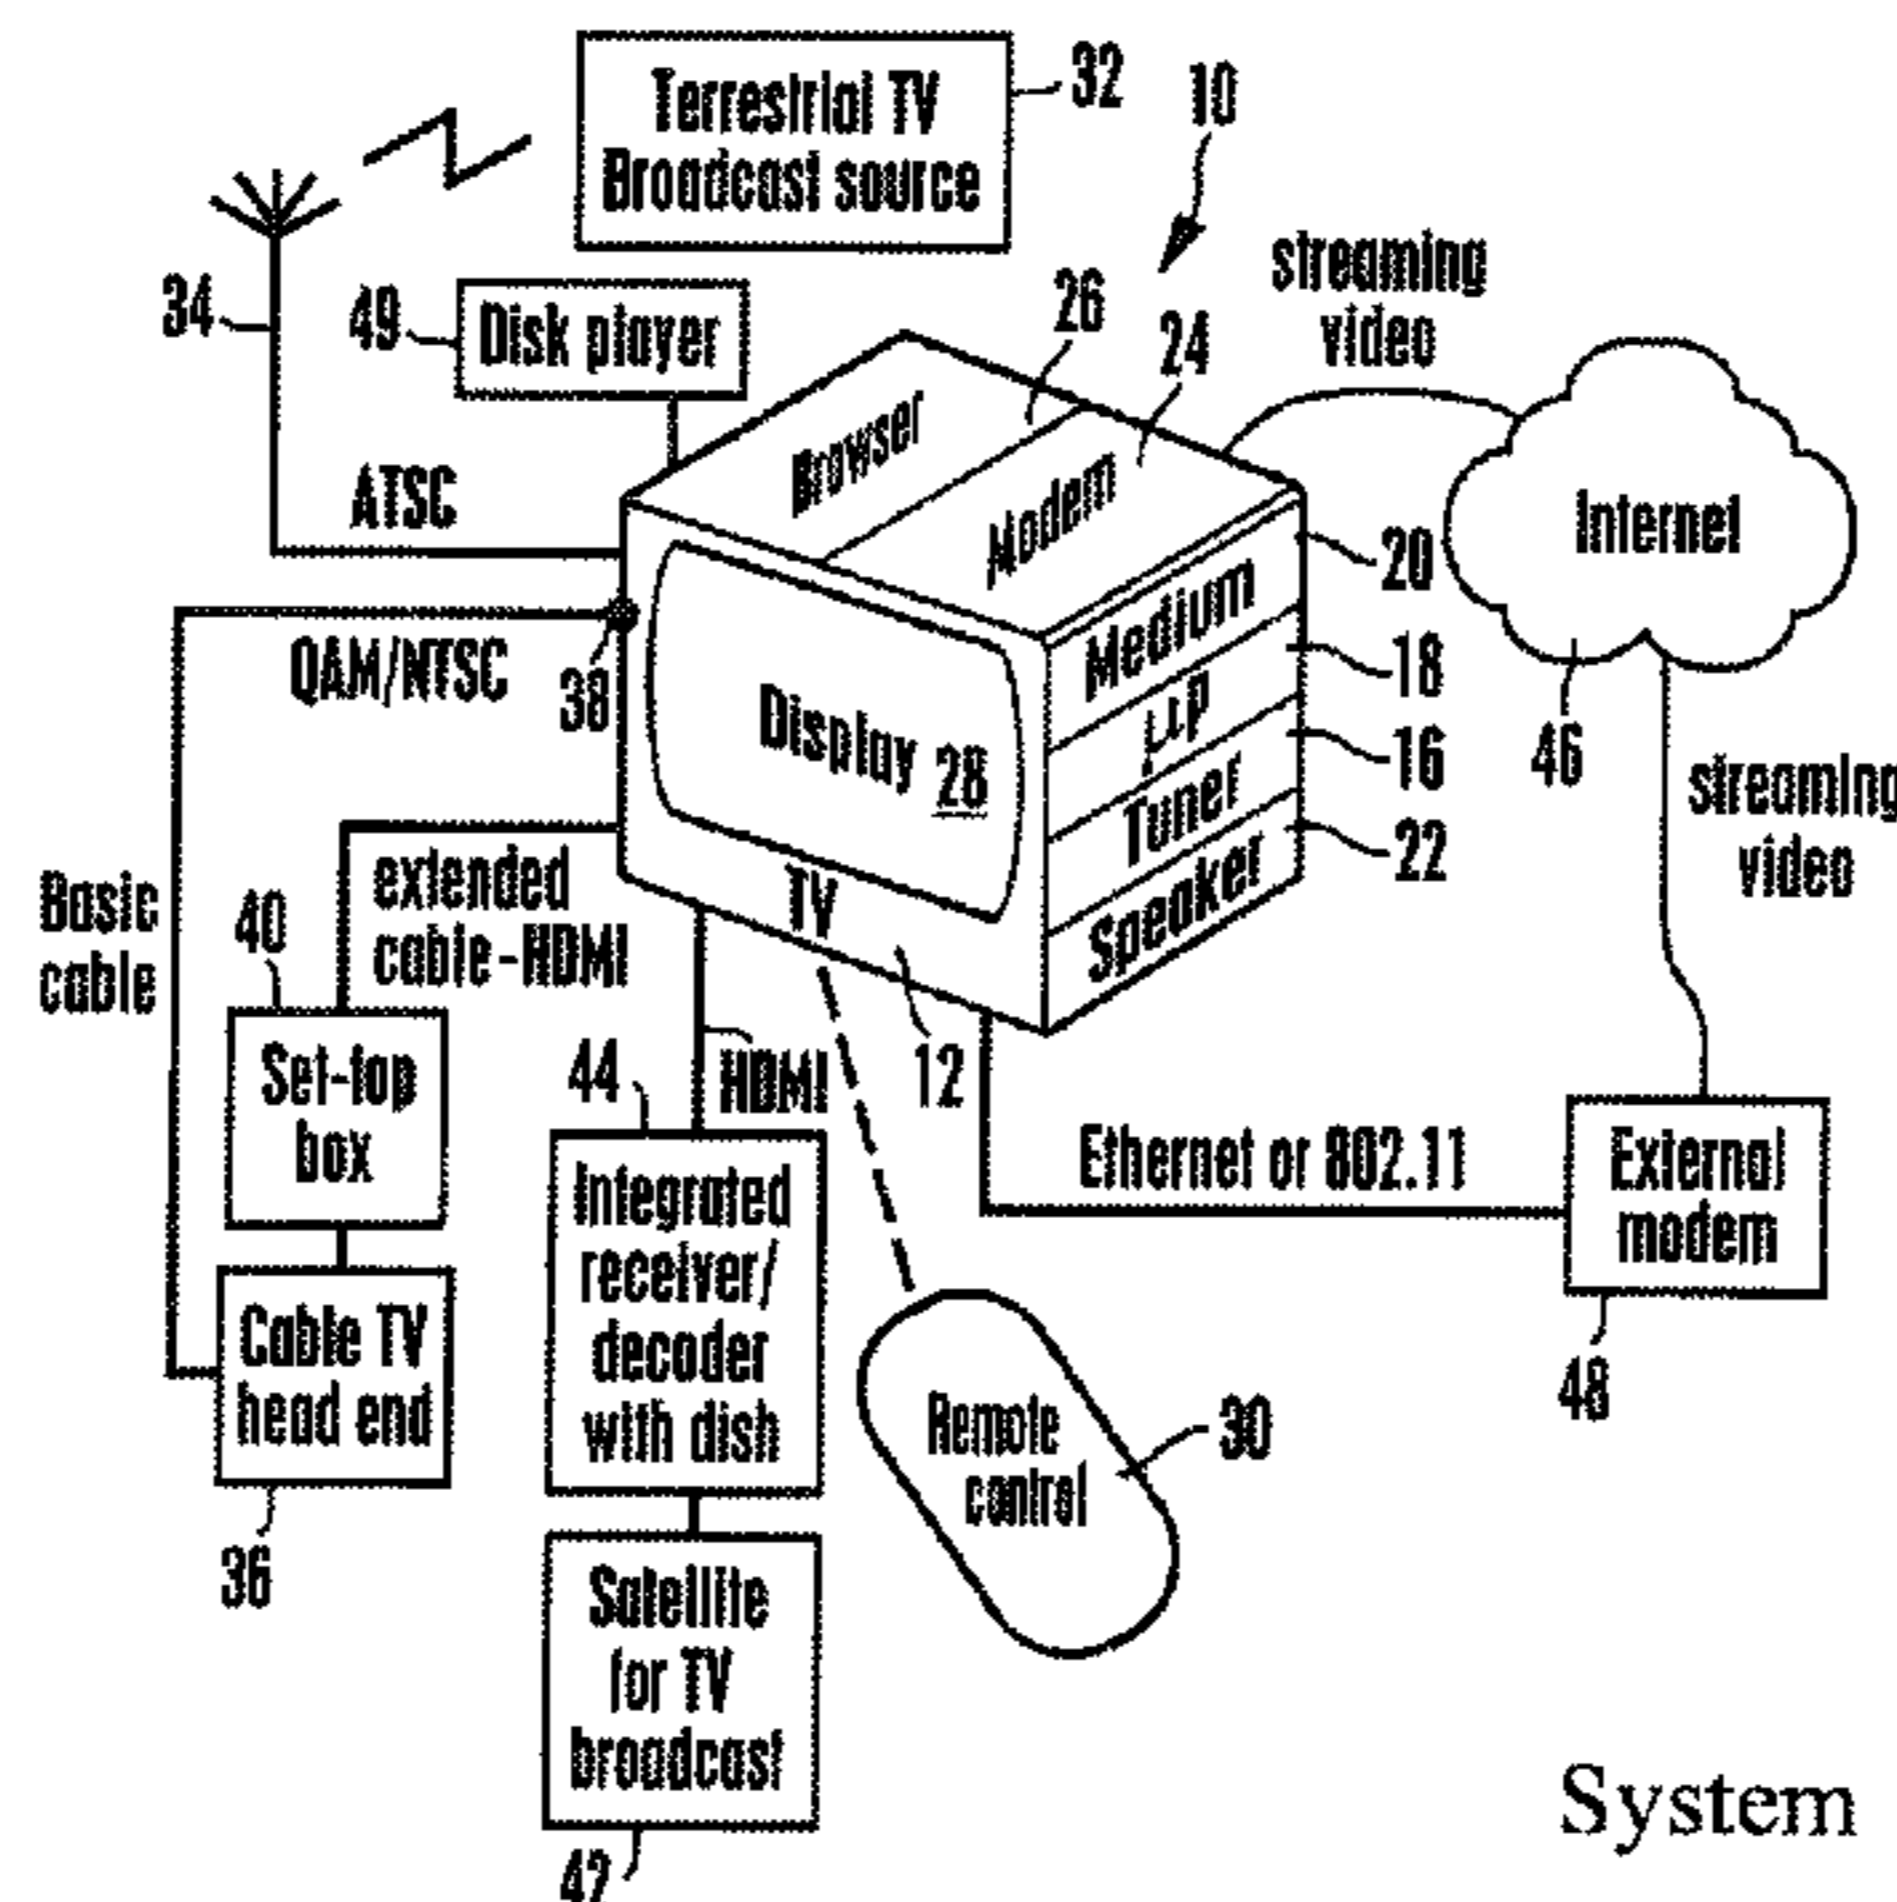 Terrestrial TV
Broadcast source
32
10
34
49
Disk player
26
24
streaming
video
Browser
Modem
ATSC
Internet
20
Medium
QAM/NTSC
38
18
μP
Display 28
16
46
Tuner
streaming
video
22
Speaker
TV
extended
cable-HDMI
Basic
cable
40
12
Set-top
box
44
HDMI
Ethernet or 802.11
External
modem
Integrated
receiver/
decoder
with dish
Cable TV
head end
48
Remote
control
30
36
Satellite
for TV
broadcast
42
System